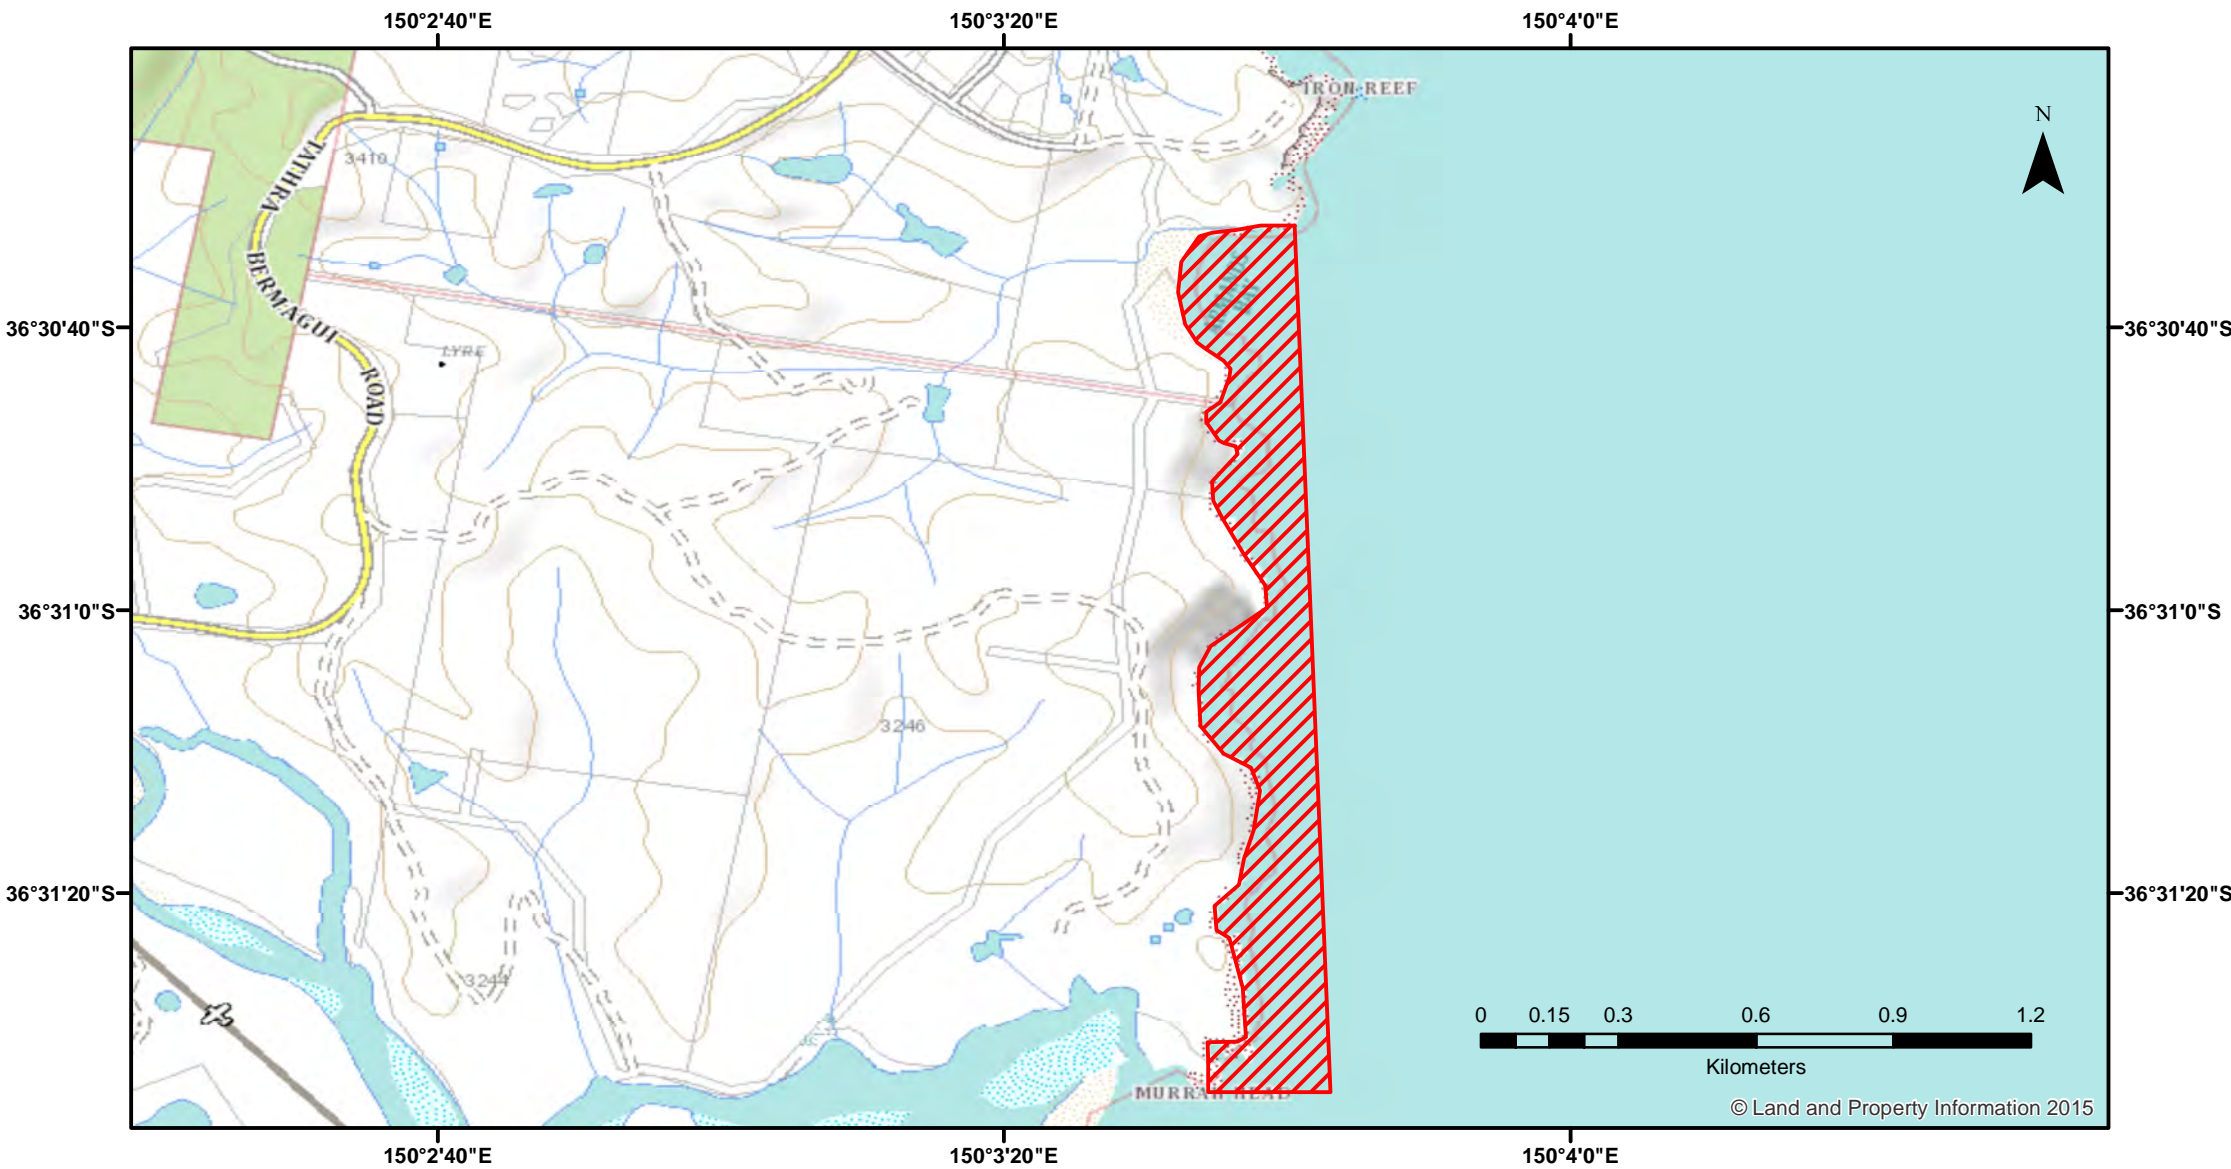 150°2'40"E 150°3'20"E 150°4'0"E
IRON REEF
N
3410
TATHRA
BERMAGUI
ROAD
36°30'40"S 36°30'40"S
LYRE
36°31'0"S 36°31'0"S
3246
36°31'20"S 36°31'20"S
3244
0 0.15 0.3 0.6 0.9 1.2
Kilometers
MURRAH HEAD
© Land and Property Information 2015
150°2'40"E 150°3'20"E 150°4'0"E